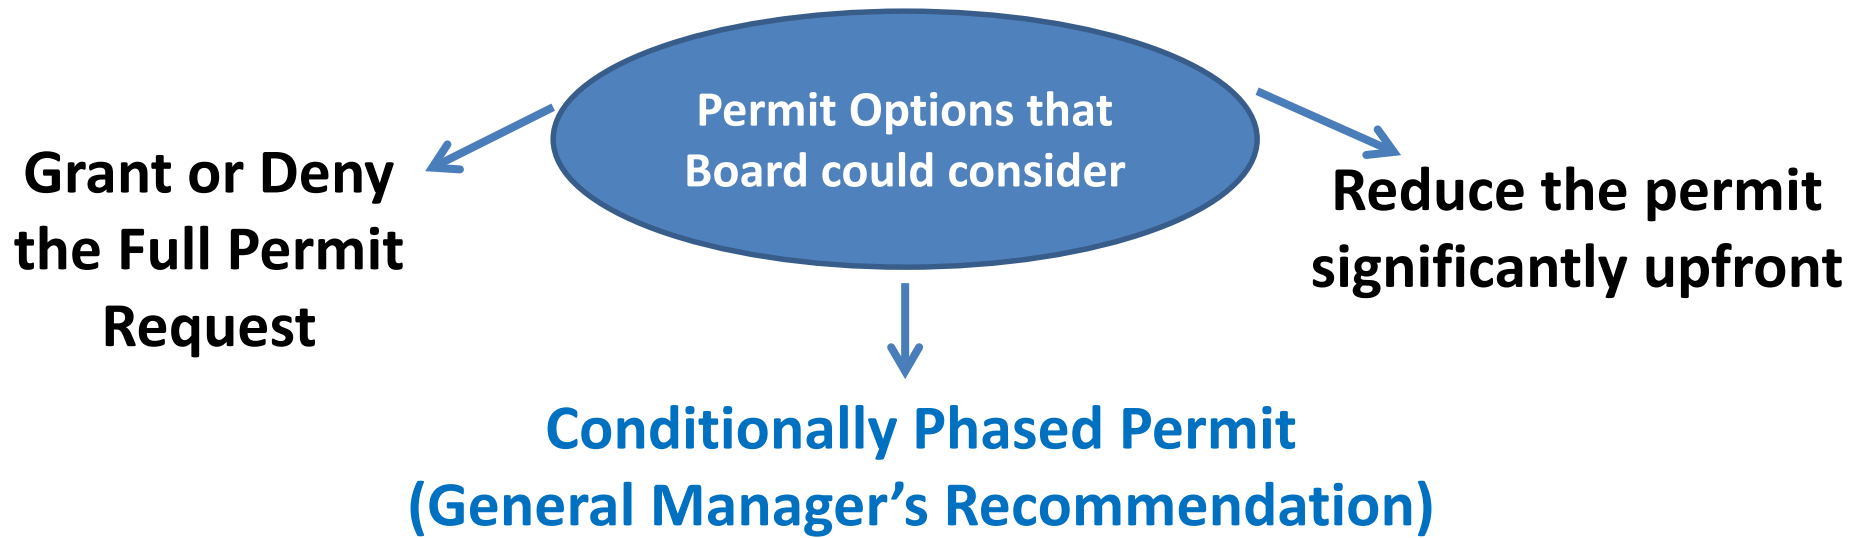 Permit Options that
Board could consider
Grant or Deny
the Full Permit
Request
Reduce the permit
significantly upfront
Conditionally Phased Permit
(General Manager’s Recommendation)